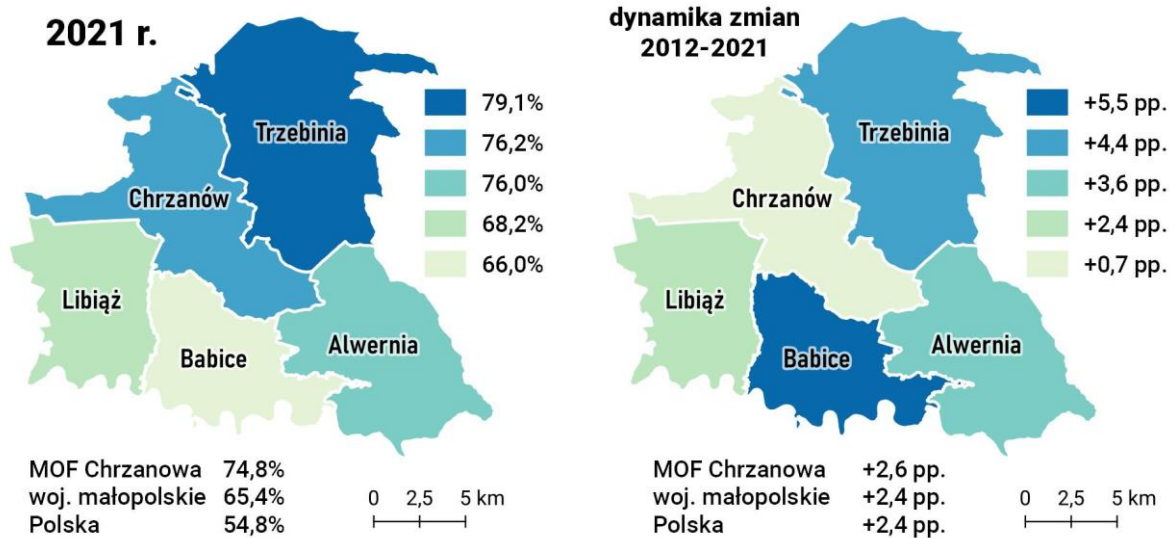 2021 r.
79,1%
76,2%
76,0%
68,2%
66,0%
Trzebinia
Chrzanów
Libiąż
Babice
Alwernia
MOF Chrzanowa 74,8%
woj. małopolskie 65,4%
Polska 54,8%
0 2,5 5 km
dynamika zmian
2012-2021
+5,5 pp.
+4,4 pp.
+3,6 pp.
+2,4 pp.
+0,7 pp.
Trzebinia
Chrzanów
Libiąż
Babice
Alwernia
MOF Chrzanowa +2,6 pp.
woj. małopolskie +2,4 pp.
Polska +2,4 pp.
0 2,5 5 km